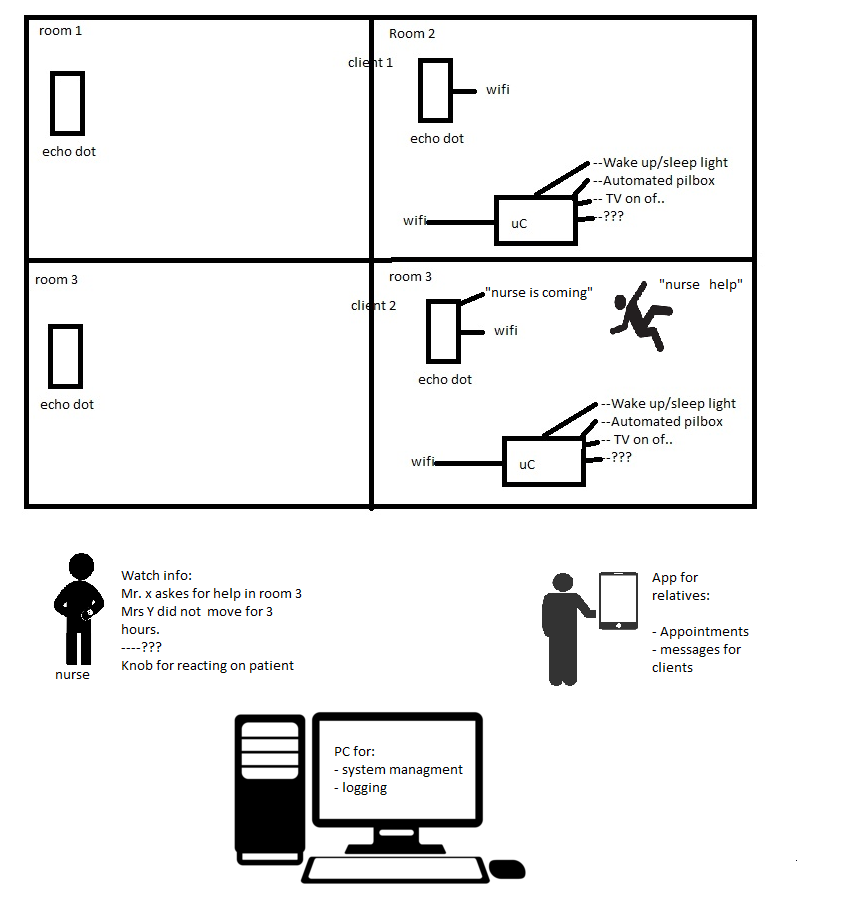 room 1
echo dot
Room 2
client 1
wifi
echo dot
--Wake up/sleep light
--Automated pilbox
-- TV on of..
--???
wifi
uC
room 3
echo dot
room 3
client 2
"nurse is coming"
"nurse help"
wifi
echo dot
--Wake up/sleep light
--Automated pilbox
-- TV on of..
--???
wifi
uC
nurse
Watch info:
Mr. x askes for help in room 3
Mrs Y did not move for 3
hours.
----???
Knob for reacting on patient
App for
relatives:
- Appointments
- messages for
clients
PC for:
- system managment
- logging